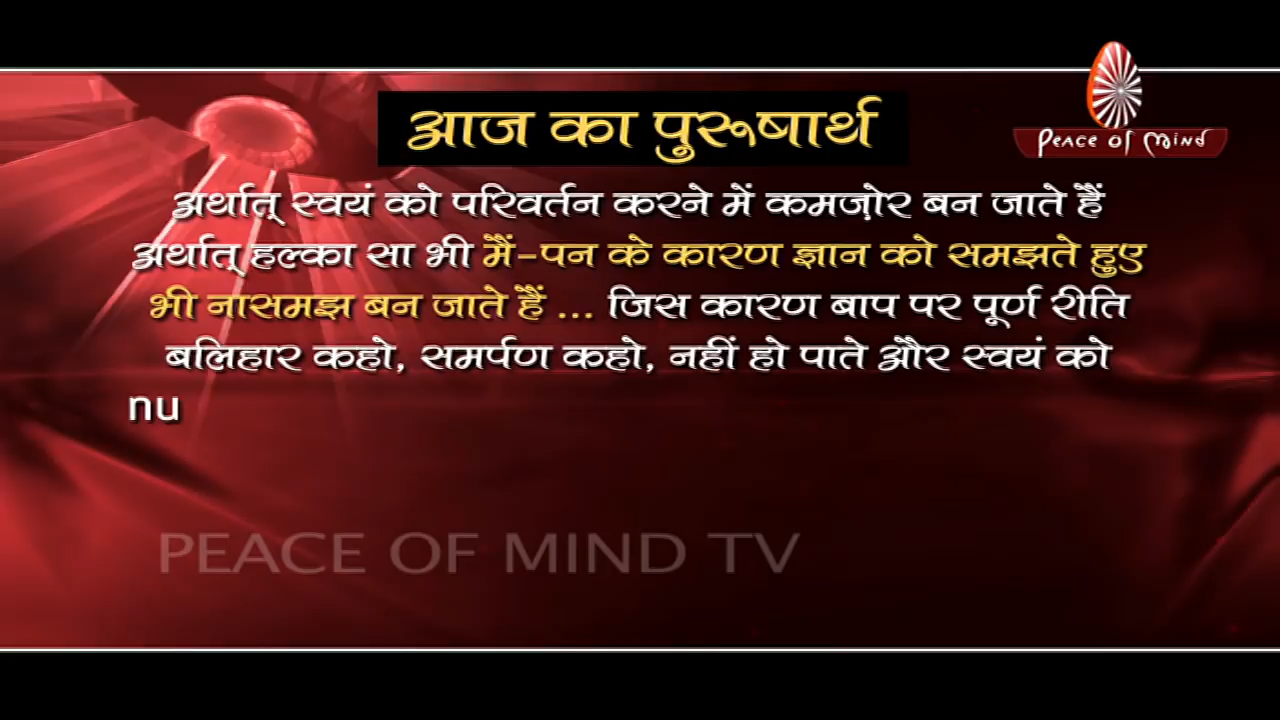 आज का पुरूषार्थ
Peace of Mind
अर्थात् स्वयं को परिवर्तन करने में कमज़ोर बन जाते हैं
अर्थात् हल्का सा भी मैं-पन के कारण ज्ञान को समझते हुए
भी नासमझ बन जाते हैं ... जिस कारण बाप पर पूर्ण रीति
बलिहार कहो, समर्पण कहो, नहीं हो पाते और स्वयं को
nu
PEACE OF MIND TV